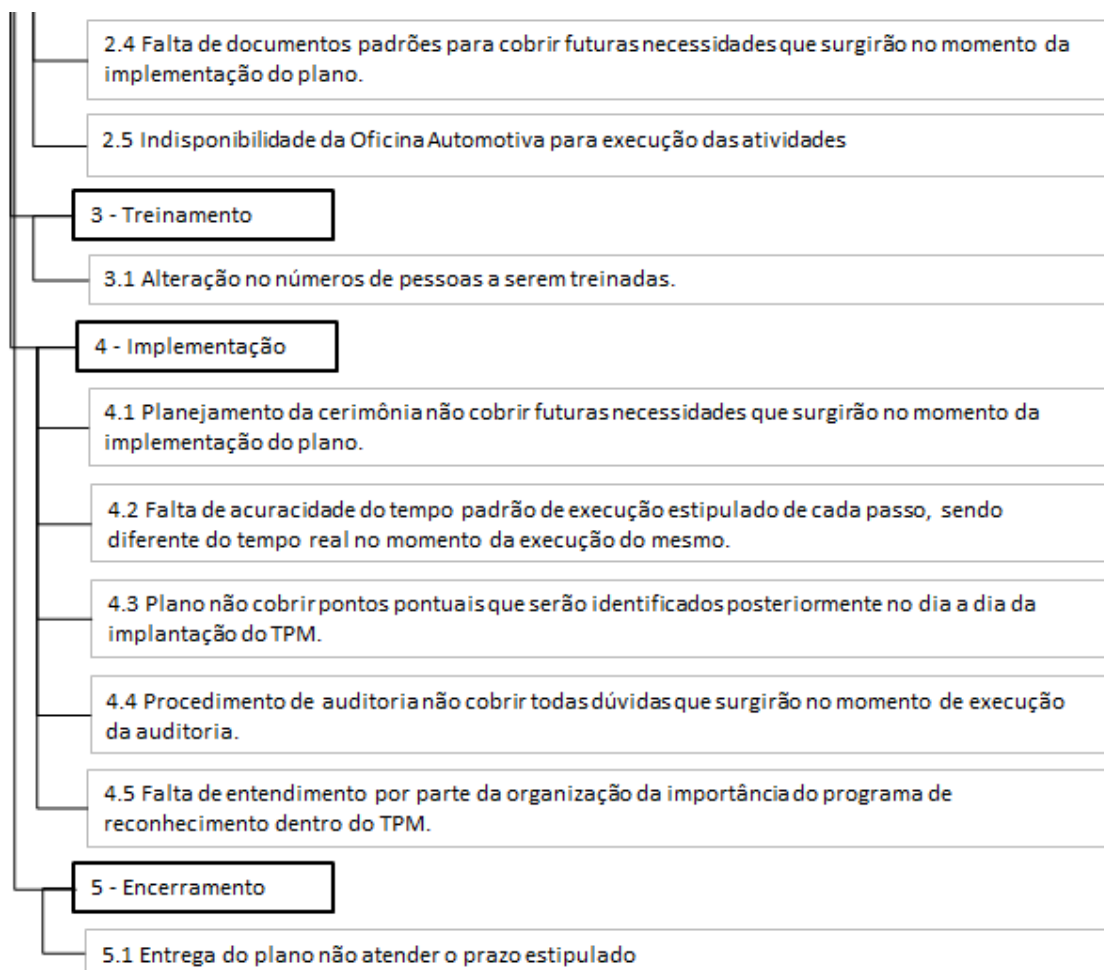 2.4 Falta de documentos padrões para cobrir futuras necessidades que surgirão no momento da
implementação do plano.
2.5 Indisponibilidade da Oficina Automotiva para execução das atividades
3 - Treinamento
3.1 Alteração no números de pessoas a serem treinadas.
4 - Implementação
4.1 Planejamento da cerimônia não cobrir futuras necessidades que surgirão no momento da
implementação do plano.
4.2 Falta de acuracidade do tempo padrão de execução estipulado de cada passo, sendo
diferente do tempo real no momento da execução do mesmo.
4.3 Plano não cobrir pontos pontuais que serão identificados posteriormente no dia a dia da
implantação do TPM.
4.4 Procedimento de auditoria não cobrir todas dúvidas que surgirão no momento de execução
da auditoria.
4.5 Falta de entendimento por parte da organização da importância do programa de
reconhecimento dentro do TPM.
5 - Encerramento
5.1 Entrega do plano não atender o prazo estipulado